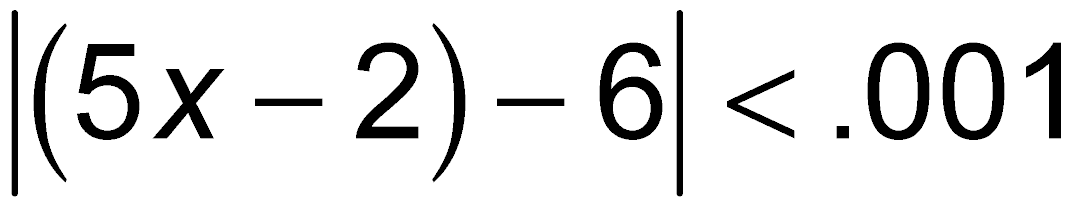 |(5x − 2) − 6| < .001